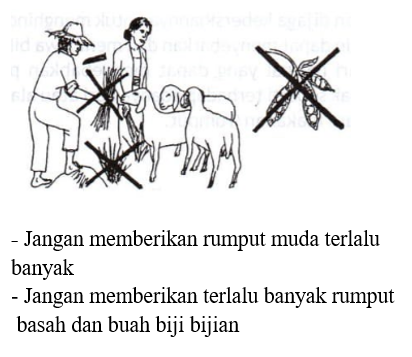 - Jangan memberikan rumput muda terlalu
banyak
- Jangan memberikan terlalu banyak rumput
basah dan buah biji bijian